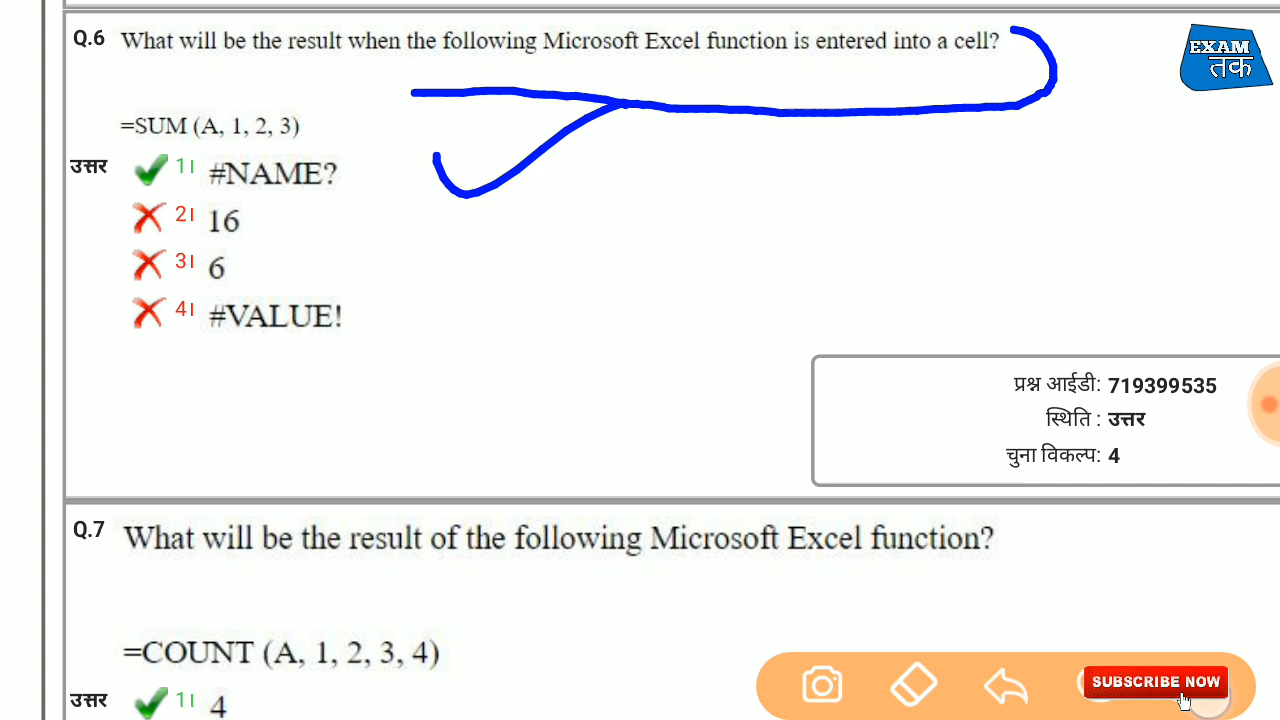 Q.6 What will be the result when the following Microsoft Excel function is entered into a cell?
EXAM
तक
=SUM (A, 1, 2, 3)
उत्तर 1। #NAME?
2। 16
3। 6
4। #VALUE!
प्रश्न आईडी: 719399535
स्थिति : उत्तर
चुना विकल्प: 4
Q.7 What will be the result of the following Microsoft Excel function?
=COUNT (A, 1, 2, 3, 4)
उत्तर 1। 4
SUBSCRIBE NOW